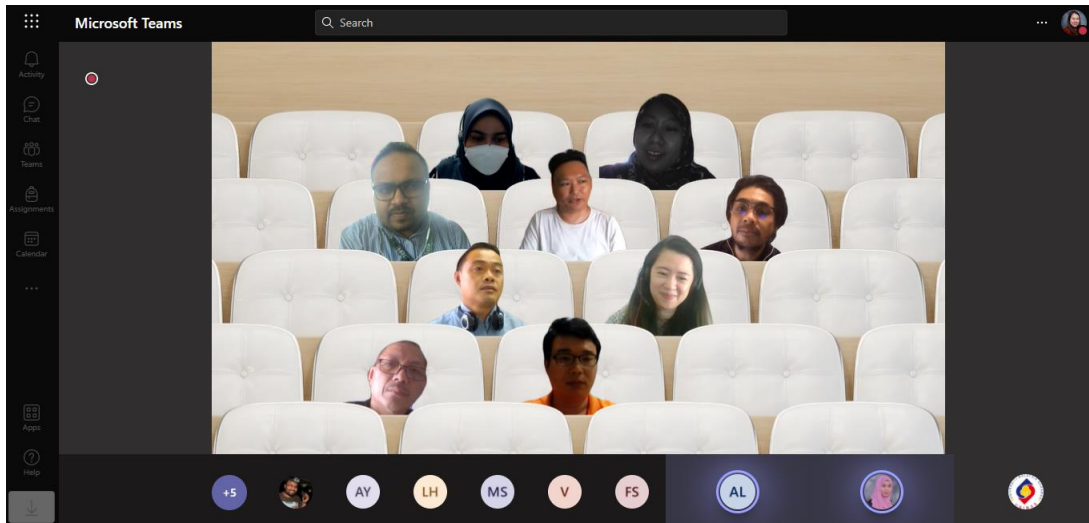 Microsoft Teams
Search
Activity
Chat
Teams
Assignments
Calendar
Apps
Help
+5
AY
LH
MS
V
FS
AL